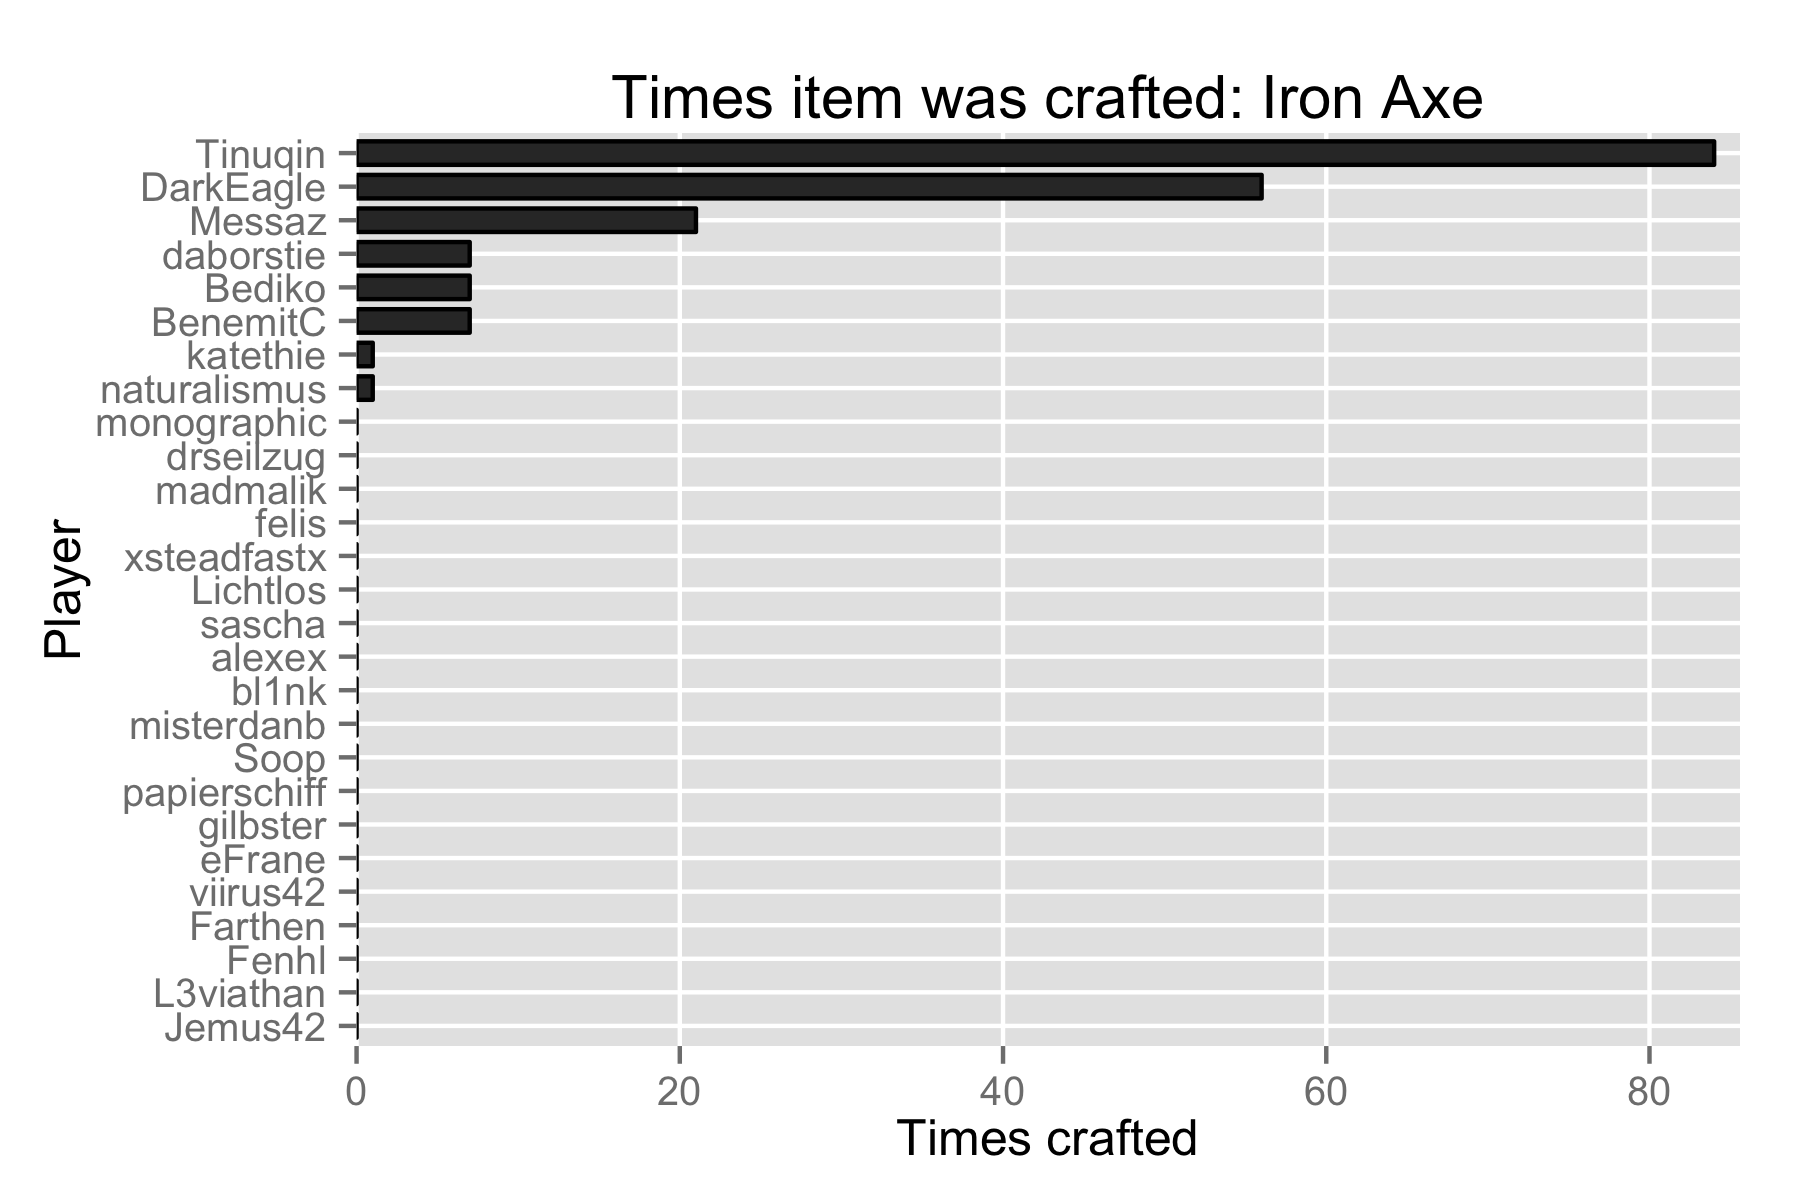 Times item was crafted: Iron Axe
Tinuqin
DarkEagle
Messaz
daborstie
Bediko
BenemitC
katethie
naturalismus
monographic
drseilzug
madmalik
felis
xsteadfastx
Lichtlos
sascha
alexex
bl1nk
misterdanb
Soop
papierschiff
gilbster
eFrane
viirus42
Farthen
Fenhl
L3viathan
Jemus42
Player
0 20 40 60 80
Times crafted